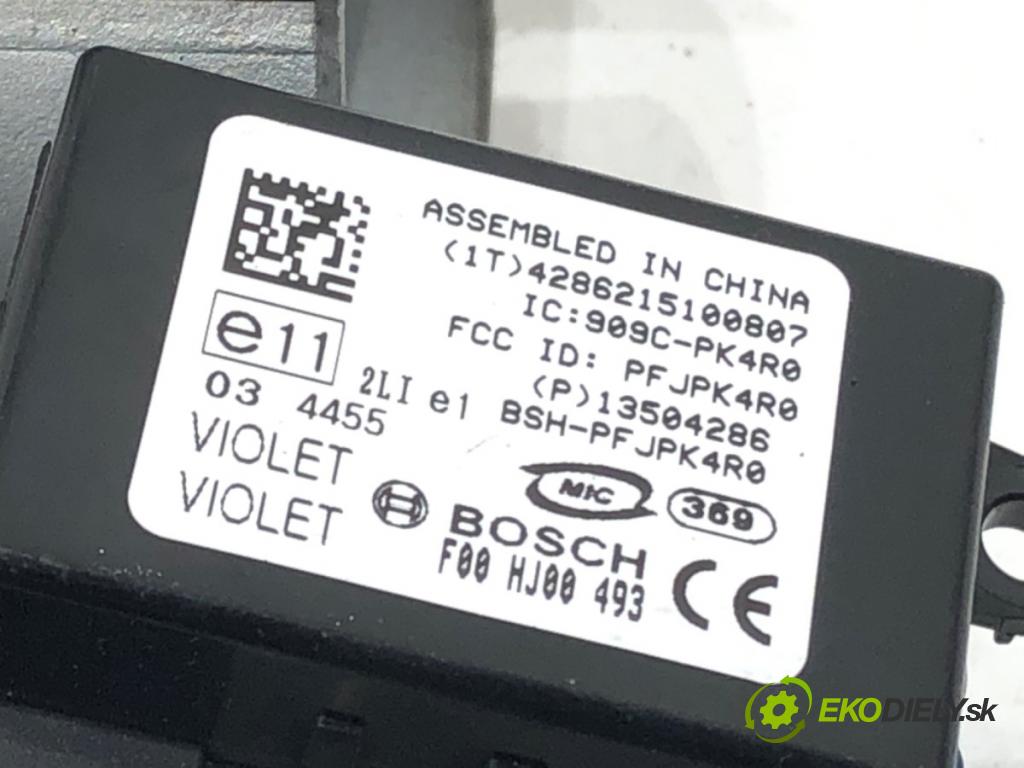 ASSEMBLED IN CHINA
(1T)4286215100807
IC:909C-PK4R0
FCC ID: PFJPK4R0
(P)13504286
BSH-PFJPK4R0
e11
2LI e1
03 4455
VIOLET
VIOLET
MIC
369
BOSCH
F00 HJ00 493
CE
EKODIELY.sk